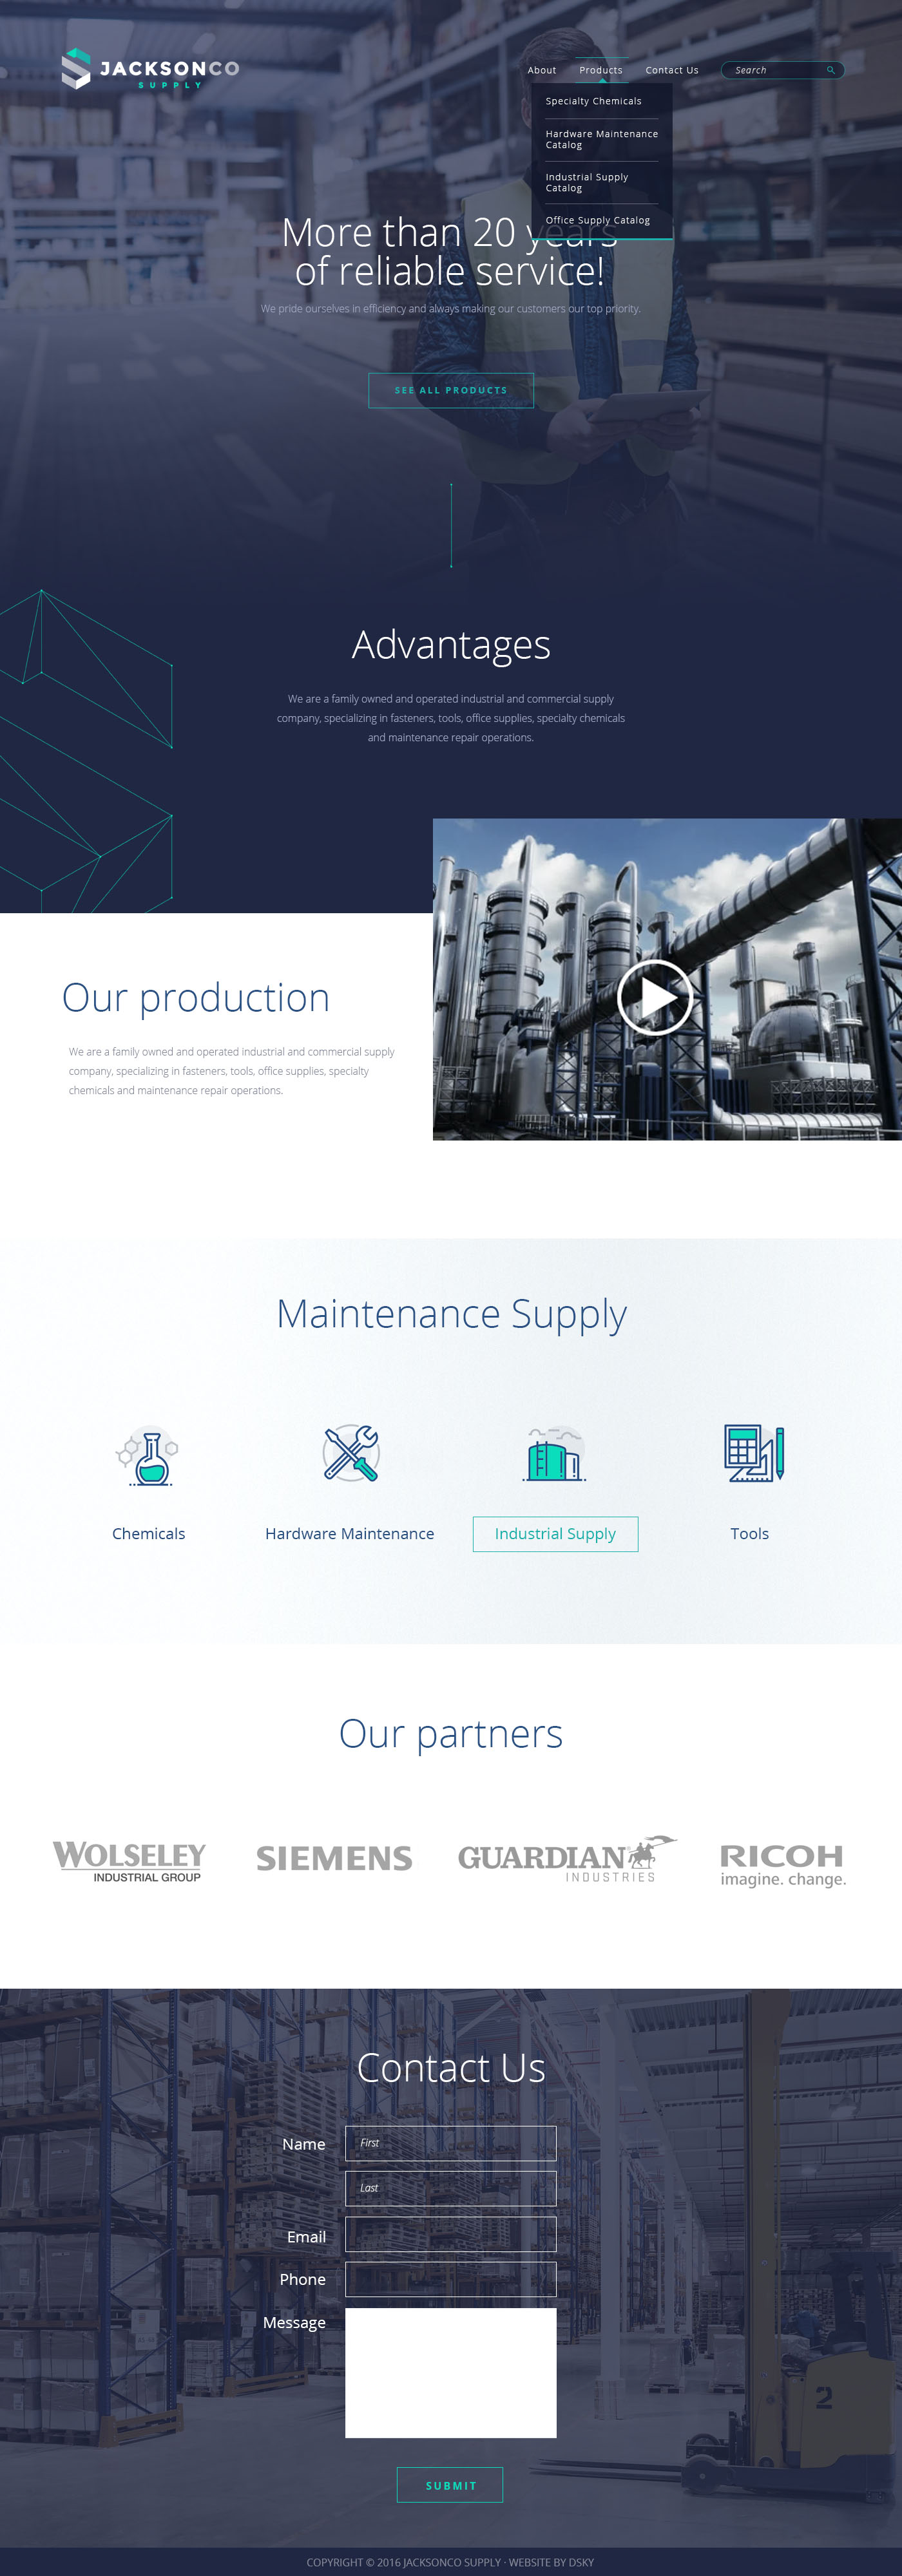 JACKSONCO
SUPPLY
About
Products
Contact Us
Search
Specialty Chemicals
Hardware Maintenance
Catalog
Industrial Supply
Catalog
Office Supply Catalog
More than 20 years
of reliable service!
We pride ourselves in efficiency and always making our customers our top priority.
SEE ALL PRODUCTS
Advantages
We are a family owned and operated industrial and commercial supply
company, specializing in fasteners, tools, office supplies, specialty chemicals
and maintenance repair operations.
Our production
We are a family owned and operated industrial and commercial supply
company, specializing in fasteners, tools, office supplies, specialty
chemicals and maintenance repair operations.
Maintenance Supply
Chemicals
Hardware Maintenance
Industrial Supply
Tools
Our partners
WOLSELEY
INDUSTRIAL GROUP
SIEMENS
GUARDIAN
INDUSTRIES
RICOH
imagine. change.
Contact Us
Name
First
Last
Email
Phone
Message
2
SUBMIT
COPYRIGHT © 2016 JACKSONCO SUPPLY · WEBSITE BY DSKY